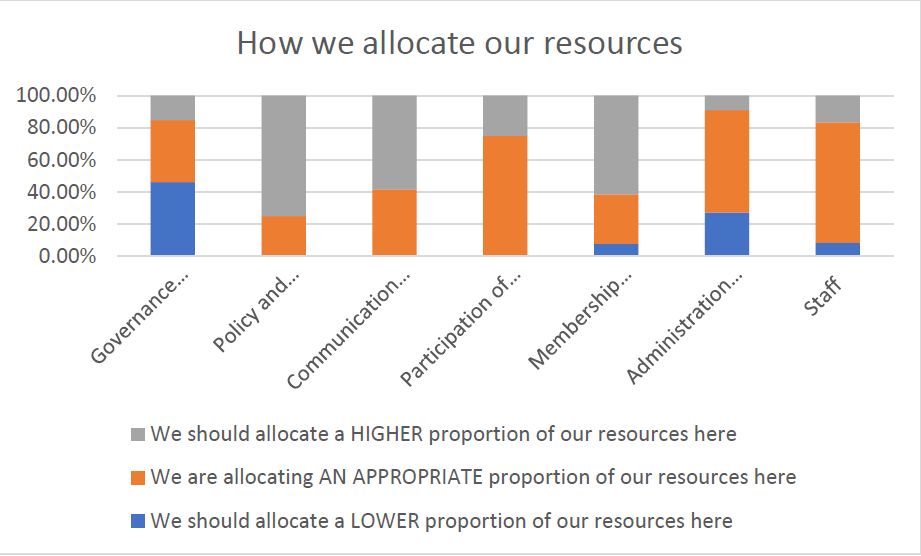 How we allocate our resources
100.00%
80.00%
60.00%
40.00%
20.00%
0.00%
Governance...
Policy and...
Communication...
Participation of...
Membership...
Administration...
Staff
We should allocate a HIGHER proportion of our resources here
We are allocating AN APPROPRIATE proportion of our resources here
We should allocate a LOWER proportion of our resources here